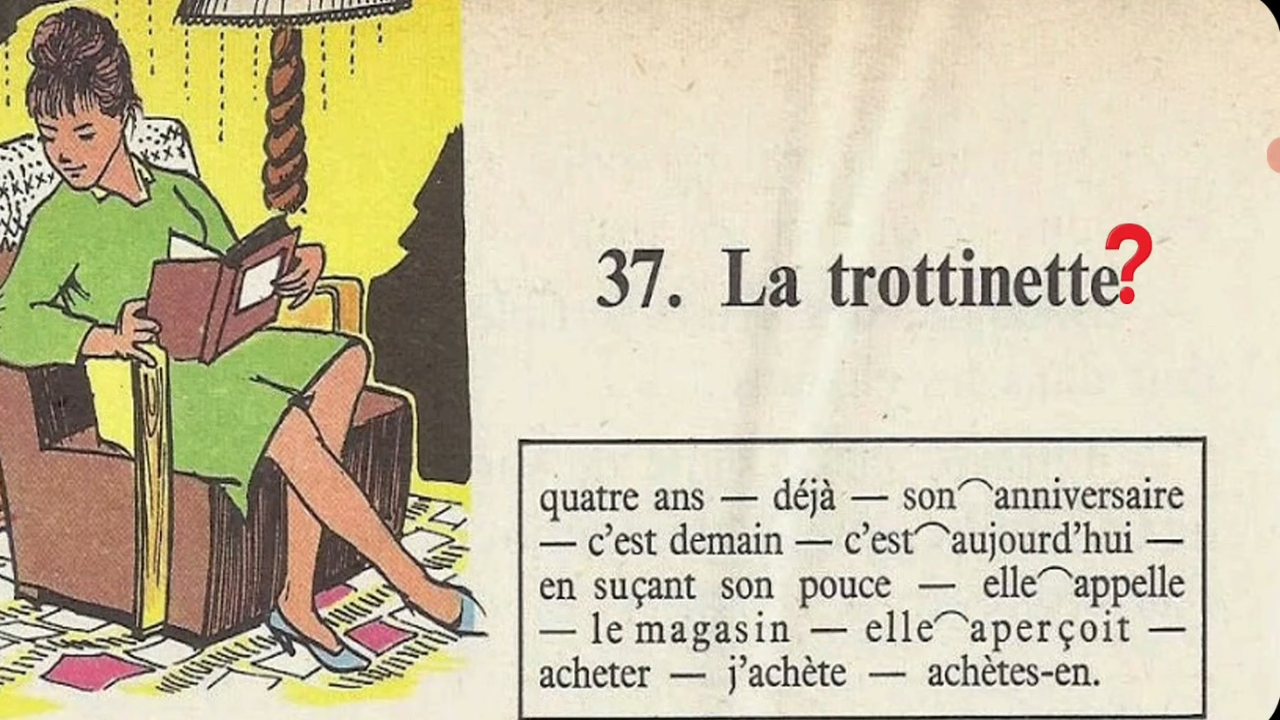 37. La trottinette?
quatre ans — déjà — son‿anniversaire
— c'est demain — c'est‿aujourd'hui —
en suçant son pouce — elle‿appelle
— le magasin — elle‿aperçoit —
acheter — j'achète — achètes-en.